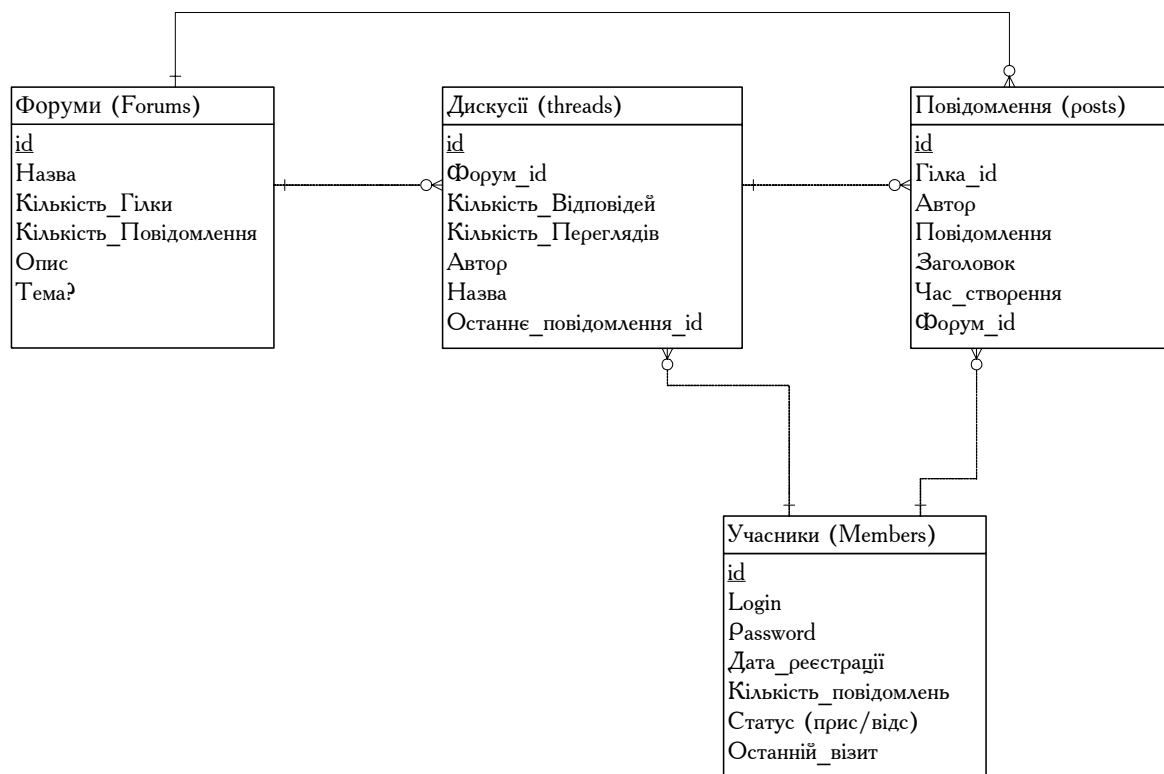 Форуми (Forums)
id
Назва
Кількість_Гілки
Кількість_Повідомлення
Опис
Тема?
Дискусії (threads)
id
Форум_id
Кількість_Відповідей
Кількість_Переглядів
Автор
Назва
Останнє_повідомлення_id
Повідомлення (posts)
id
Гілка_id
Автор
Повідомлення
Заголовок
Час_створення
Форум_id
Учасники (Members)
id
Login
Password
Дата_реєстрації
Кількість_повідомлень
Статус (прис/відс)
Останній_візит